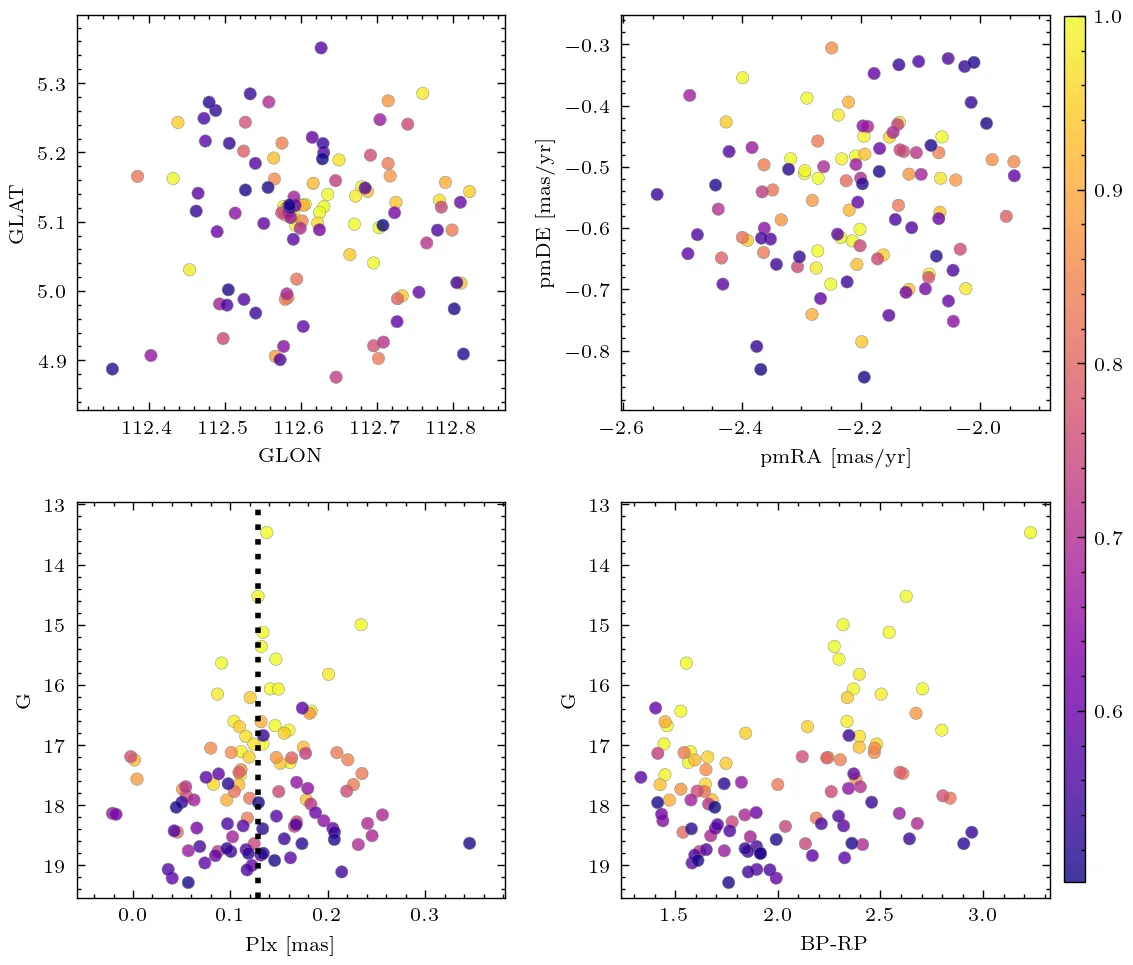 5.3
5.2
5.1
5.0
4.9
GLAT
112.4 112.5 112.6 112.7 112.8
GLON
−0.3
−0.4
−0.5
−0.6
−0.7
−0.8
pmDE [mas/yr]
−2.6 −2.4 −2.2 −2.0
pmRA [mas/yr]
13
14
15
16
17
18
19
G
0.0 0.1 0.2 0.3
Plx [mas]
13
14
15
16
17
18
19
G
1.5 2.0 2.5 3.0
BP-RP
1.0
0.9
0.8
0.7
0.6